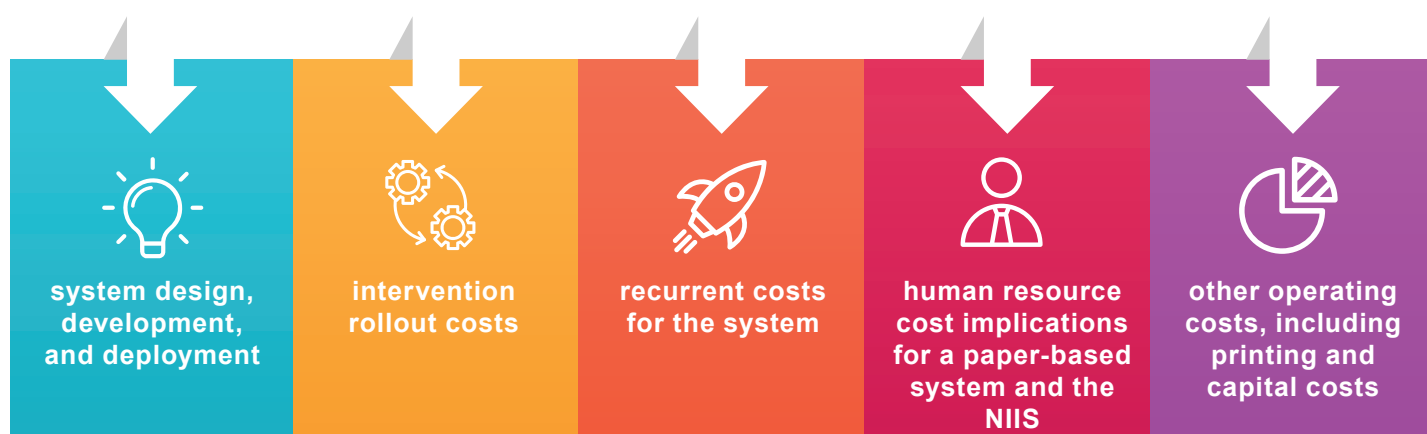 system design,
development,
and deployment
intervention
rollout costs
recurrent costs
for the system
human resource
cost implications
for a paper-based
system and the
NIIS
other operating
costs, including
printing and
capital costs